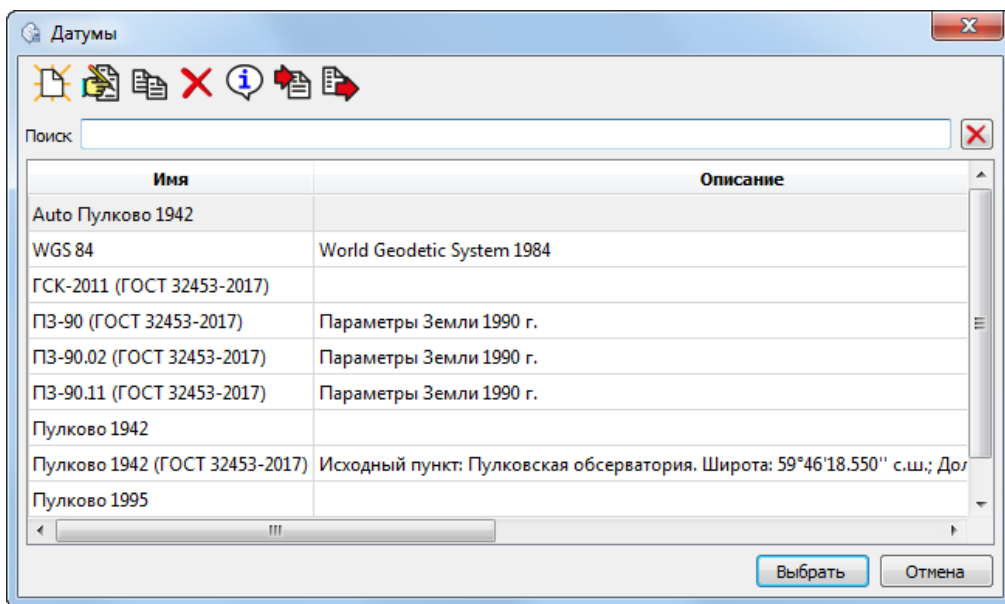 Датумы
Поиск
Имя Описание
Auto Пулково 1942
WGS 84 World Geodetic System 1984
ГСК-2011 (ГОСТ 32453-2017)
ПЗ-90 (ГОСТ 32453-2017) Параметры Земли 1990 г.
ПЗ-90.02 (ГОСТ 32453-2017) Параметры Земли 1990 г.
ПЗ-90.11 (ГОСТ 32453-2017) Параметры Земли 1990 г.
Пулково 1942
Пулково 1942 (ГОСТ 32453-2017) Исходный пункт: Пулковская обсерватория. Широта: 59°46'18.550'' с.ш.; Дол
Пулково 1995
Выбрать Отмена